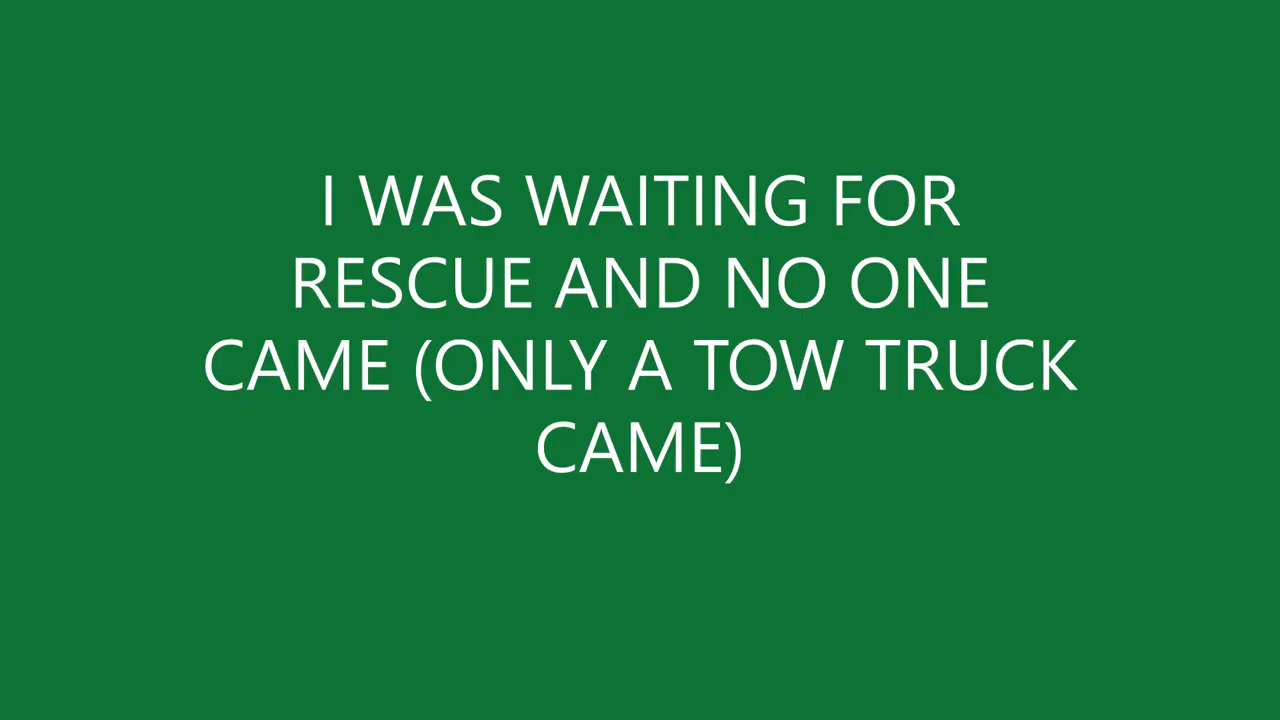 I WAS WAITING FOR
RESCUE AND NO ONE
CAME (ONLY A TOW TRUCK
CAME)